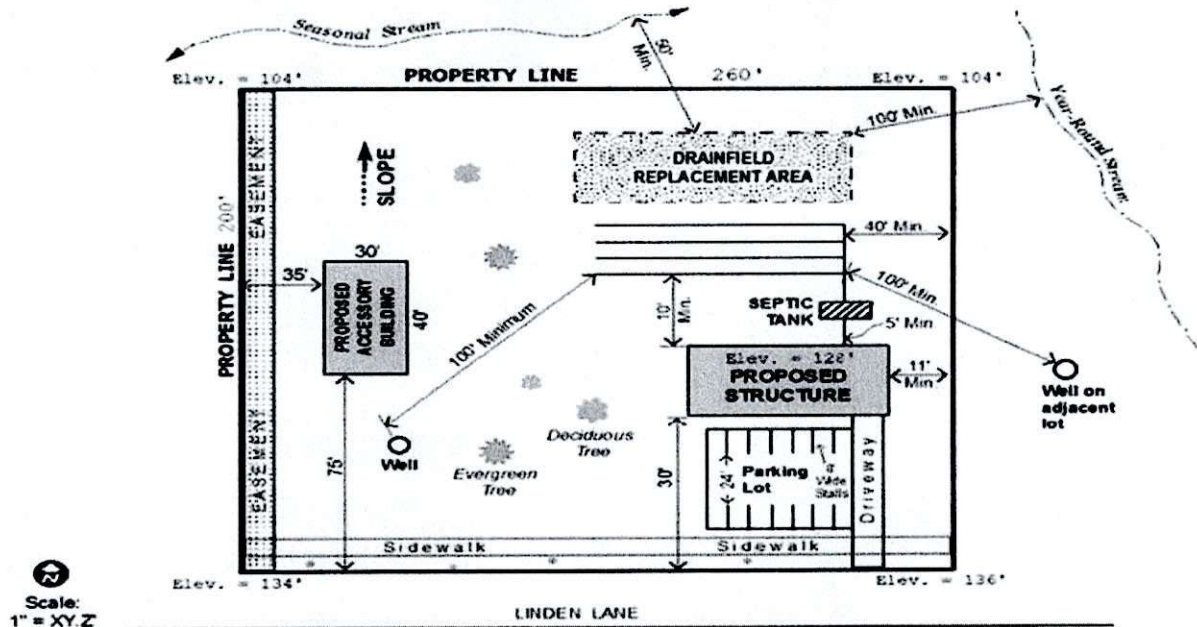 Seasonal Stream
50'
Min.
Elev. = 104'
PROPERTY LINE
260'
Elev. = 104'
100' Min.
Year-Round Stream
EASEMENT
SLOPE
DRAINFIELD
REPLACEMENT AREA
PROPERTY LINE 200'
35'
30'
PROPOSED
ACCESSORY
BUILDING
40'
40' Min.
100' Minimum
10'
Min.
SEPTIC
TANK
100' Min.
5' Min.
Elev. = 128'
PROPOSED
STRUCTURE
11'
Min
Well on
adjacent
lot
75'
Well
Deciduous
Tree
Evergreen
Tree
30'
24'
Parking
Lot
Wide
Stalls
Driveway
EASEMENT
Sidewalk
Sidewalk
Elev. = 134'
Elev. = 136'
N
Scale:
1" = XY.Z'
LINDEN LANE